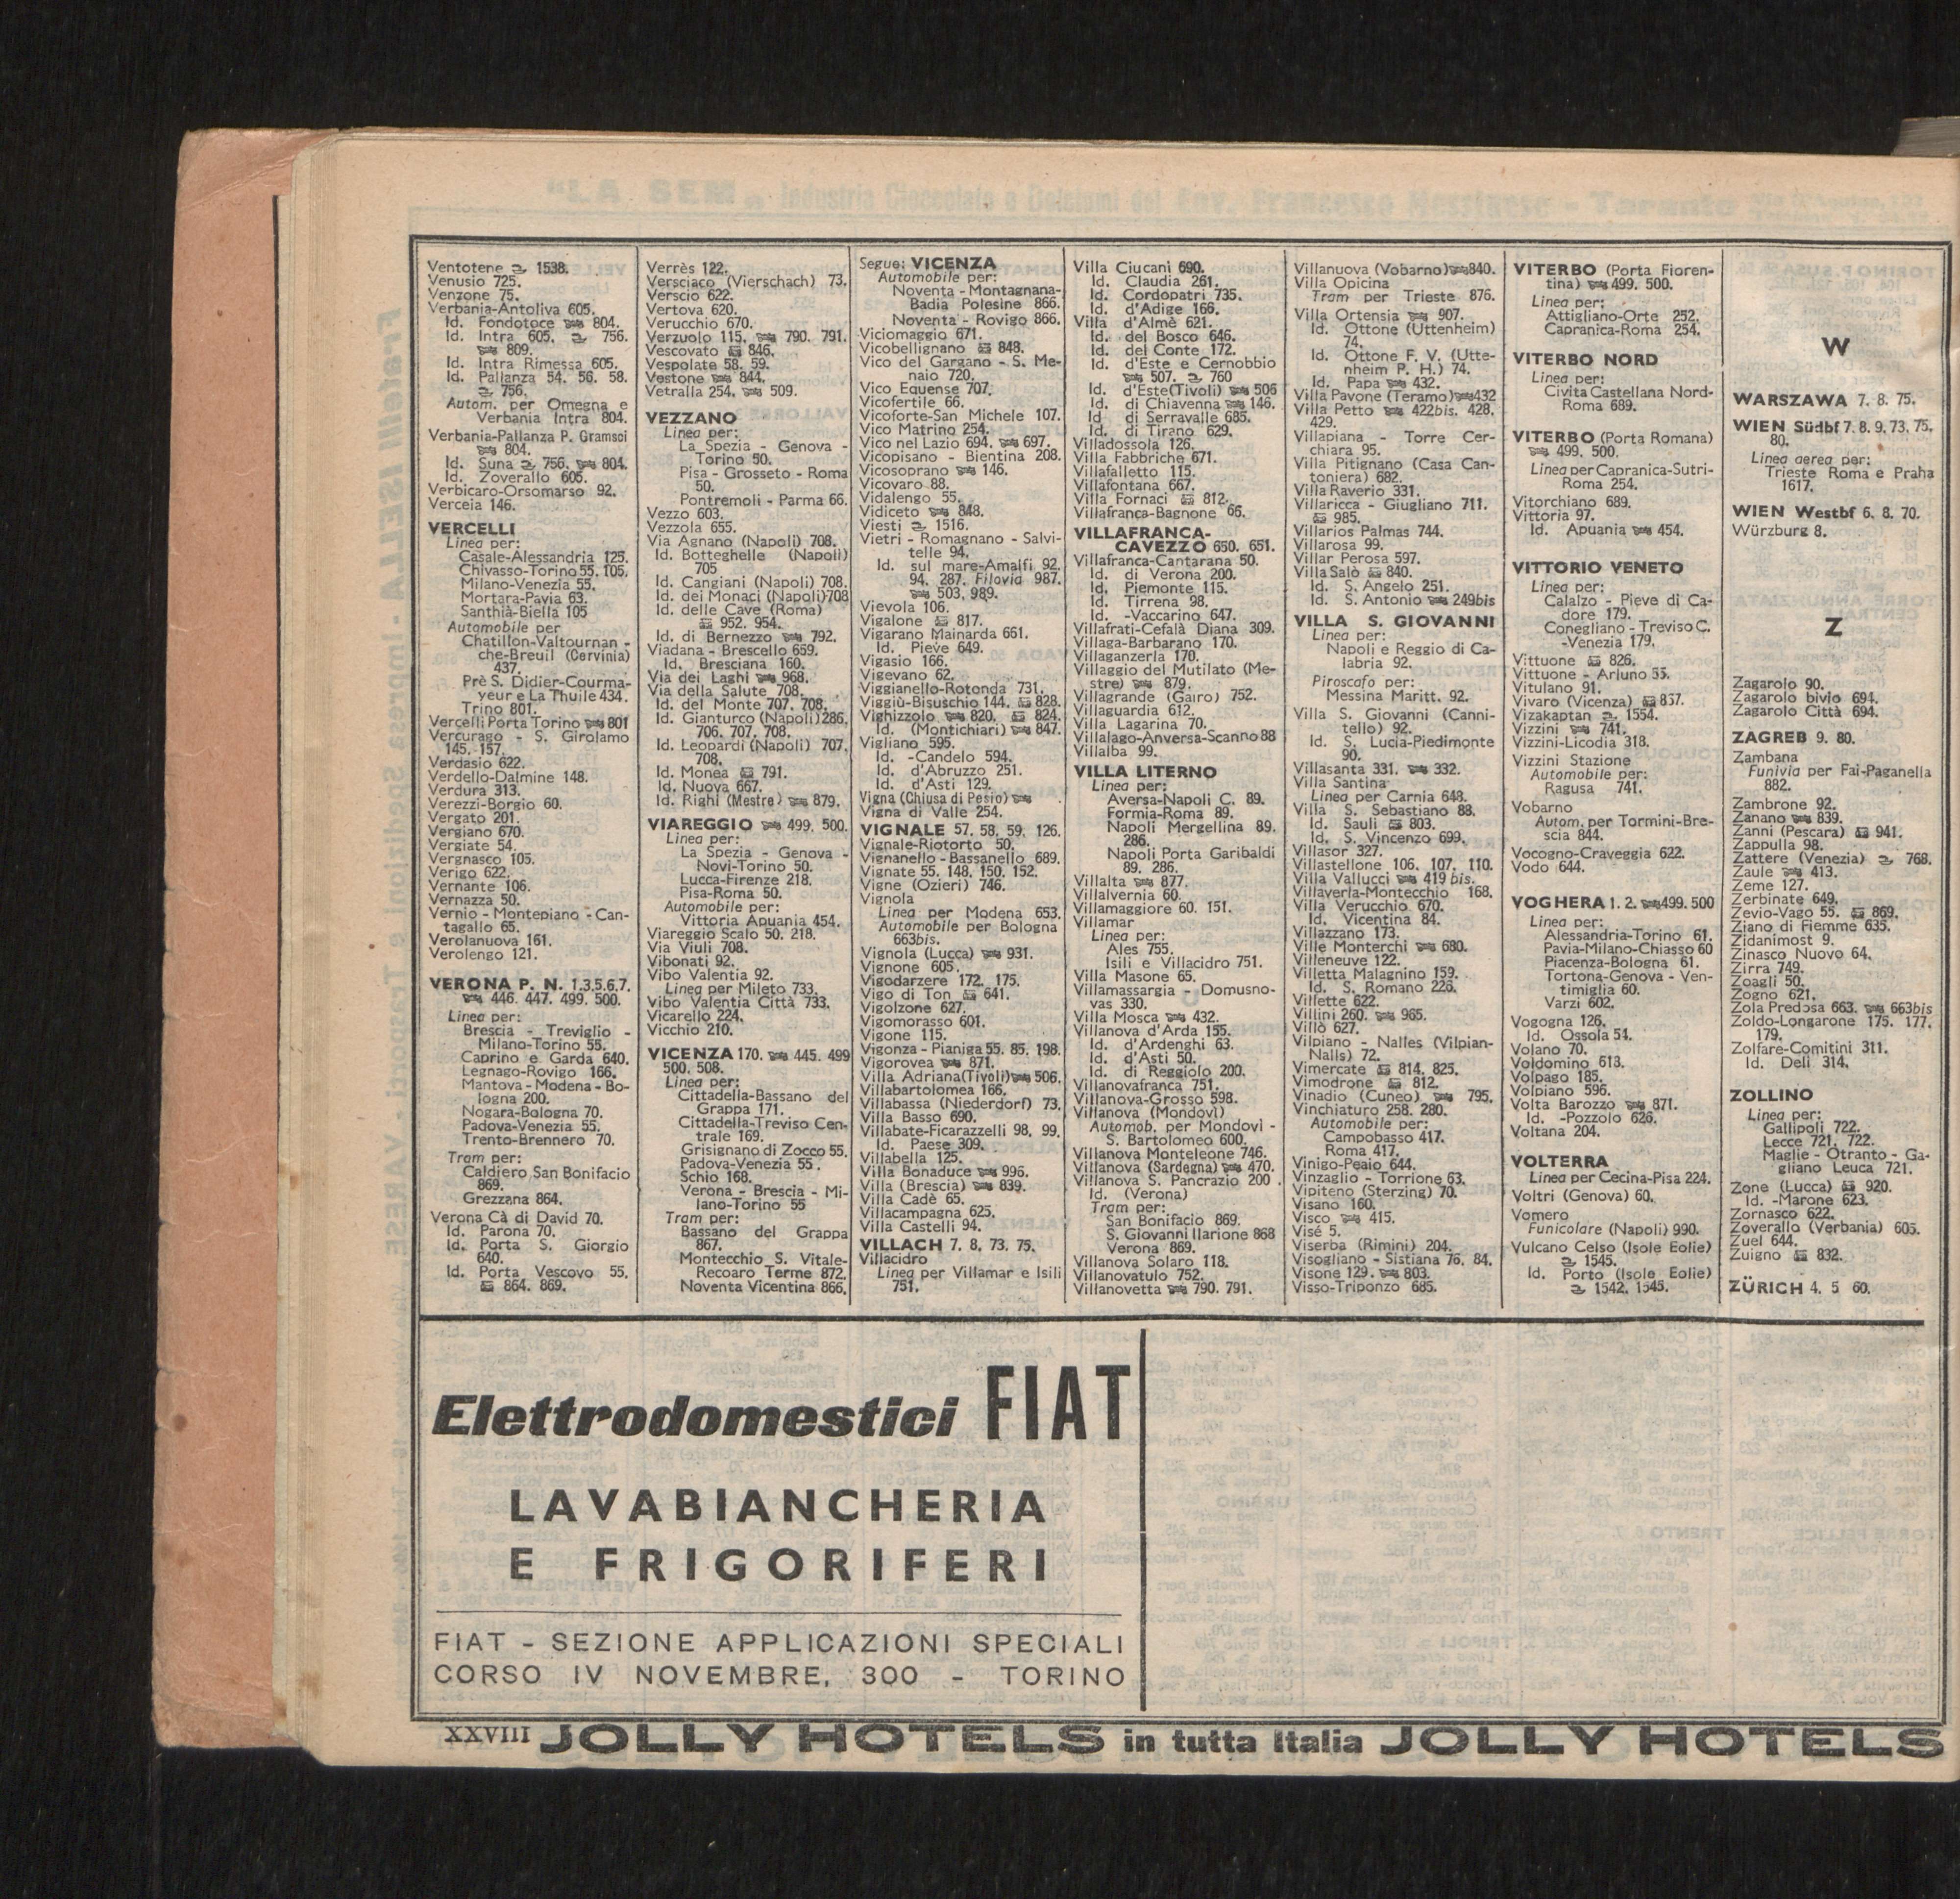 Ventotene 1538.
Venusio 725.
Venzone 75.
Verbania-Antoliva 605.
Id. Fondotoce 804.
Id. Intra 605. 756.
809.
Id. Intra Rimessa 605.
Id. Pallanza 54. 56. 58.
756.
Autom. per Omegna e
Verbania Intra 804.
Verbania-Pallanza P. Gramsci
804.
Id. Suna 756. 804.
Id. Zoverallo 605.
Verbicaro-Orsomarso 92.
Verceia 146.
VERCELLI
Linea per:
Casale-Alessandria 125.
Chivasso-Torino 55. 105.
Milano-Venezia 55.
Mortara-Pavia 63.
Santhià-Biella 105
Automobile per
Chatillon-Valtournan-
che-Breuil (Cervinia)
437.
Prè S. Didier-Courma-
yeur e La Thuile 434.
Trino 801.
Vercelli Porta Torino 801
Vercurago - S. Girolamo
145. 157.
Verdasio 622.
Verdello-Dalmine 148.
Verdura 313.
Verezzi-Borgio 60.
Vergato 201.
Vergiano 670.
Vergiate 54.
Vergnasco 105.
Verigo 622.
Vernante 106.
Vernazza 50.
Vernio - Montepiano - Can-
tagallo 65.
Verolanuova 161.
Verolengo 121.
VERONA P. N. 1.3.5.6.7.
446. 447. 499. 500.
Linea per:
Brescia - Treviglio -
Milano-Torino 55.
Caprino e Garda 640.
Legnago-Rovigo 166.
Mantova - Modena - Bo-
logna 200.
Nogara-Bologna 70.
Padova-Venezia 55.
Trento-Brennero 70.
Tram per:
Caldiero San Bonifacio
869.
Grezzana 864.
Verona Cà di David 70.
Id. Parona 70.
Id. Porta S. Giorgio
640.
Id. Porta Vescovo 55.
864. 869.
Verrès 122.
Versciaco (Vierschach) 73.
Verscio 622.
Vertova 620.
Verucchio 670.
Verzuolo 115. 790. 791.
Vescovato 846.
Vespolate 58. 59.
Vestone 844.
Vetralla 254. 509.
VEZZANO
Linea per:
La Spezia - Genova -
Torino 50.
Pisa - Grosseto - Roma
50.
Pontremoli - Parma 66.
Vezzo 603.
Vezzola 655.
Via Agnano (Napoli) 708.
Id. Botteghelle (Napoli)
705
Id. Cangiani (Napoli) 708.
Id. dei Monaci (Napoli) 708
Id. delle Cave (Roma)
952. 954.
Id. di Bernezzo 792.
Viadana - Brescello 659.
Id. Bresciana 160.
Via dei Laghi 968.
Via della Salute 708.
Id. del Monte 707. 708.
Id. Gianturco (Napoli) 286.
706. 707. 708.
Id. Leopardi (Napoli) 707.
708.
Id. Monea 791.
Id. Nuova 667.
Id. Righi (Mestre) 879.
VIAREGGIO 499. 500.
Linea per:
La Spezia - Genova -
Novi-Torino 50.
Lucca-Firenze 218.
Pisa-Roma 50.
Automobile per:
Vittoria Apuania 454.
Viareggio Scalo 50. 218.
Via Viuli 708.
Vibonati 92.
Vibo Valentia 92.
Linea per Mileto 733.
Vibo Valentia Città 733.
Vicarello 224.
Vicchio 210.
VICENZA 170. 445. 499
500. 508.
Linea per:
Cittadella-Bassano del
Grappa 171.
Cittadella-Treviso Cen-
trale 169.
Grisignano di Zocco 55.
Padova-Venezia 55.
Schio 168.
Verona - Brescia - Mi-
lano-Torino 55
Tram per:
Bassano del Grappa
867.
Montecchio S. Vitale-
Recoaro Terme 872.
Noventa Vicentina 866.
Segue: VICENZA
Automobile per:
Noventa - Montagnana-
Badia Polesine 866.
Noventa - Rovigo 866.
Viciomaggio 671.
Vicobellignano 848.
Vico del Gargano - S. Me-
naio 720.
Vico Equense 707.
Vicofertile 66.
Vicoforte-San Michele 107.
Vico Matrino 254.
Vico nel Lazio 694. 697.
Vicopisano - Bientina 208.
Vicosoprano 146.
Vicovaro 88.
Vidalengo 55.
Vidiceto 848.
Viesti 1516.
Vietri - Romagnano - Salvi-
telle 94.
Id. sul mare-Amalfi 92.
94. 287. Filovia 987.
503. 989.
Vievola 106.
Vigalone 817.
Vigarano Mainarda 661.
Id. Pieve 649.
Vigasio 166.
Vigevano 62.
Viggianello-Rotonda 731.
Viggiù-Bisuschio 144. 828.
Vighizzolo 820. 824.
Id. (Montichiari) 847.
Vigliano 595.
Id. -Candelo 594.
Id. d'Abruzzo 251.
Id. d'Asti 129.
Vigna (Chiusa di Pesio)
Vigna di Valle 254.
VIGNALE 57. 58. 59. 126.
Vignale-Riotorto 50.
Vignanello - Bassanello 689.
Vignate 55. 148. 150. 152.
Vigne (Ozieri) 746.
Vignola
Linea per Modena 653.
Automobile per Bologna
663bis.
Vignola (Lucca) 931.
Vignone 605.
Vigodarzere 172. 175.
Vigo di Ton 641.
Vigolzone 627.
Vigomorasso 601.
Vigone 115.
Vigonza - Pianiga 55. 85. 198.
Vigorovea 871.
Villa Adriana(Tivoli) 506.
Villabartolomea 166.
Villabassa (Niederdorf) 73.
Villa Basso 690.
Villabate-Ficarazzelli 98. 99.
Id. Paese 309.
Villabella 125.
Villa Bonaduce 996.
Villa (Brescia) 839.
Villa Cadè 65.
Villacampagna 625.
Villa Castelli 94.
VILLACH 7. 8. 73. 75.
Villacidro
Linea per Villamar e Isili
751.
Villa Ciucani 690.
Id. Claudia 261.
Id. Cordopatri 735.
Id. d'Adige 166.
Villa d'Almè 621.
Id. del Bosco 646.
Id. del Conte 172.
Id. d'Este e Cernobbio
507. 760
Id. d'Este(Tivoli) 506
Id. di Chiavenna 146.
Id di Serravalle 685.
Id. di Tirano 629.
Villadossola 126.
Villa Fabbriche 671.
Villafalletto 115.
Villafontana 667.
Villa Fornaci 812.
Villafranca-Bagnone 66.
VILLAFRANCA-
CAVEZZO 650. 651.
Villafranca-Cantarana 50.
Id. di Verona 200.
Id. Piemonte 115.
Id. Tirrena 98.
Id. -Vaccarino 647.
Villafrati-Cefalà Diana 309.
Villaga-Barbarano 170.
Villaganzerla 170.
Villaggio del Mutilato (Me-
stre) 879.
Villagrande (Gairo) 752.
Villaguardia 612.
Villa Lagarina 70.
Villalago-Anversa-Scanno 88
Villalba 99.
VILLA LITERNO
Linea per:
Aversa-Napoli C. 89.
Formia-Roma 89.
Napoli Mergellina 89.
286.
Napoli Porta Garibaldi
89. 286.
Villalta 877.
Villalvernia 60.
Villamaggiore 60. 151.
Villamar
Linea per:
Ales 755.
Isili e Villacidro 751.
Villa Masone 65.
Villamassargia - Domusno-
vas 330.
Villa Mosca 432.
Villanova d'Arda 155.
Id. d'Ardenghi 63.
Id. d'Asti 50.
Id. di Reggiolo 200.
Villanovafranca 751.
Villanova-Grosso 598.
Villanova (Mondovì)
Automob. per Mondovì -
S. Bartolomeo 600.
Villanova Monteleone 746.
Villanova (Sardegna) 470.
Villanova S. Pancrazio 200.
Id. (Verona)
Tram per:
San Bonifacio 869.
S. Giovanni Ilarione 868
Verona 869.
Villanova Solaro 118.
Villanovatulo 752.
Villanovetta 790. 791.
Villanuova (Vobarno) 840.
Villa Opicina
Tram per Trieste 876.
Villa Ortensia 907.
Id. Ottone (Uttenheim)
74.
Id. Ottone F. V. (Utte-
nheim P. H.) 74.
Id. Papa 432.
Villa Pavone (Teramo) 432
Villa Petto 422bis. 428.
429.
Villapiana - Torre Cer-
chiara 95.
Villa Pitignano (Casa Can-
toniera) 682.
Villa Raverio 331.
Villaricca - Giugliano 711.
985.
Villarios Palmas 744.
Villarosa 99.
Villar Perosa 597.
Villa Salò 840.
Id. S. Angelo 251.
Id. S. Antonio 249bis
VILLA S. GIOVANNI
Linea per:
Napoli e Reggio di Ca-
labria 92.
Piroscafo per:
Messina Maritt. 92.
Villa S. Giovanni (Canni-
tello) 92.
Id. S. Lucia-Piedimonte
90.
Villasanta 331. 332.
Villa Santina
Linea per Carnia 648.
Villa S. Sebastiano 88.
Id. Sauli 803.
Id. S. Vincenzo 699.
Villasor 327.
Villastellone 106. 107. 110.
Villa Vallucci 419 bis.
Villaverla-Montecchio 168.
Villa Verucchio 670.
Id. Vicentina 84.
Villazzano 173.
Ville Monterchi 680.
Villeneuve 122.
Villetta Malagnino 159.
Id. S. Romano 226.
Villette 622.
Villini 260. 965.
Villò 627.
Vilpiano - Nalles (Vilpian-
Nalls) 72.
Vimercate 814. 825.
Vimodrone 812.
Vinadio (Cuneo) 795.
Vinchiaturo 258. 280.
Automobile per:
Campobasso 417.
Roma 417.
Vinigo-Peaio 644.
Vinzaglio - Torrione 63.
Vipiteno (Sterzing) 70.
Visano 160.
Visco 415.
Visé 5.
Viserba (Rimini) 204.
Visogliano - Sistiana 76. 84.
Visone 129. 803.
Visso-Triponzo 685.
VITERBO (Porta Fioren-
tina) 499. 500.
Linea per:
Attigliano-Orte 252.
Capranica-Roma 254.
VITERBO NORD
Linea per:
Civita Castellana Nord-
Roma 689.
VITERBO (Porta Romana)
499. 500.
Linea per Capranica-Sutri-
Roma 254.
Vitorchiano 689.
Vittoria 97.
Id. Apuania 454.
VITTORIO VENETO
Linea per:
Calalzo - Pieve di Ca-
dore 179.
Conegliano - Treviso C.
-Venezia 179.
Vittuone 826.
Vittuone - Arluno 55.
Vitulano 91.
Vivaro (Vicenza) 857.
Vizakaptan 1554.
Vizzini 741.
Vizzini-Licodia 318.
Vizzini Stazione
Automobile per:
Ragusa 741.
Vobarno
Autom. per Tormini-Bre-
scia 844.
Vocogno-Craveggia 622.
Vodo 644.
VOGHERA 1. 2. 499. 500
Linea per:
Alessandria-Torino 61.
Pavia-Milano-Chiasso 60
Piacenza-Bologna 61.
Tortona-Genova - Ven-
timiglia 60.
Varzi 602.
Vogogna 126.
Id. Ossola 54.
Volano 70.
Voldomino 613.
Volpago 185.
Volpiano 596.
Volta Barozzo 871.
Id. -Pozzolo 626.
Voltana 204.
VOLTERRA
Linea per Cecina-Pisa 224.
Voltri (Genova) 60.
Vomero
Funicolare (Napoli) 990.
Vulcano Celso (Isole Eolie)
1545.
Id. Porto (Isole Eolie)
1542. 1545.
W
WARSZAWA 7. 8. 75.
WIEN Südbf 7. 8. 9. 73. 75.
80.
Linea aerea per:
Trieste Roma e Praha
1617.
WIEN Westbf 6. 8. 70.
Würzburg 8.
Z
Zagarolo 90.
Zagarolo bivio 694.
Zagarolo Città 694.
ZAGREB 9. 80.
Zambana
Funivia per Fai-Paganella
882.
Zambrone 92.
Zanano 839.
Zanni (Pescara) 941.
Zappulla 98.
Zattere (Venezia) 768.
Zaule 413.
Zeme 127.
Zerbinate 649.
Zevio-Vago 55. 869.
Ziano di Fiemme 635.
Zidanimost 9.
Zinasco Nuovo 64.
Zirra 749.
Zoagli 50.
Zogno 621.
Zola Predosa 663. 663bis
Zoldo-Longarone 175. 177.
179.
Zolfare-Comitini 311.
Id. Deli 314.
ZOLLINO
Linea per:
Gallipoli 722.
Lecce 721. 722.
Maglie - Otranto - Ga-
gliano Leuca 721.
Zone (Lucca) 920.
Id. -Marone 623.
Zornasco 622.
Zoverallo (Verbania) 605.
Zuel 644.
Zuigno 832.
ZÜRICH 4. 5 60.
Elettrodomestici FIAT
LAVABIANCHERIA
E FRIGORIFERI
FIAT - SEZIONE APPLICAZIONI SPECIALI
CORSO IV NOVEMBRE, 300 - TORINO
XXVIII JOLLY HOTELS in tutta Italia JOLLY HOTELS